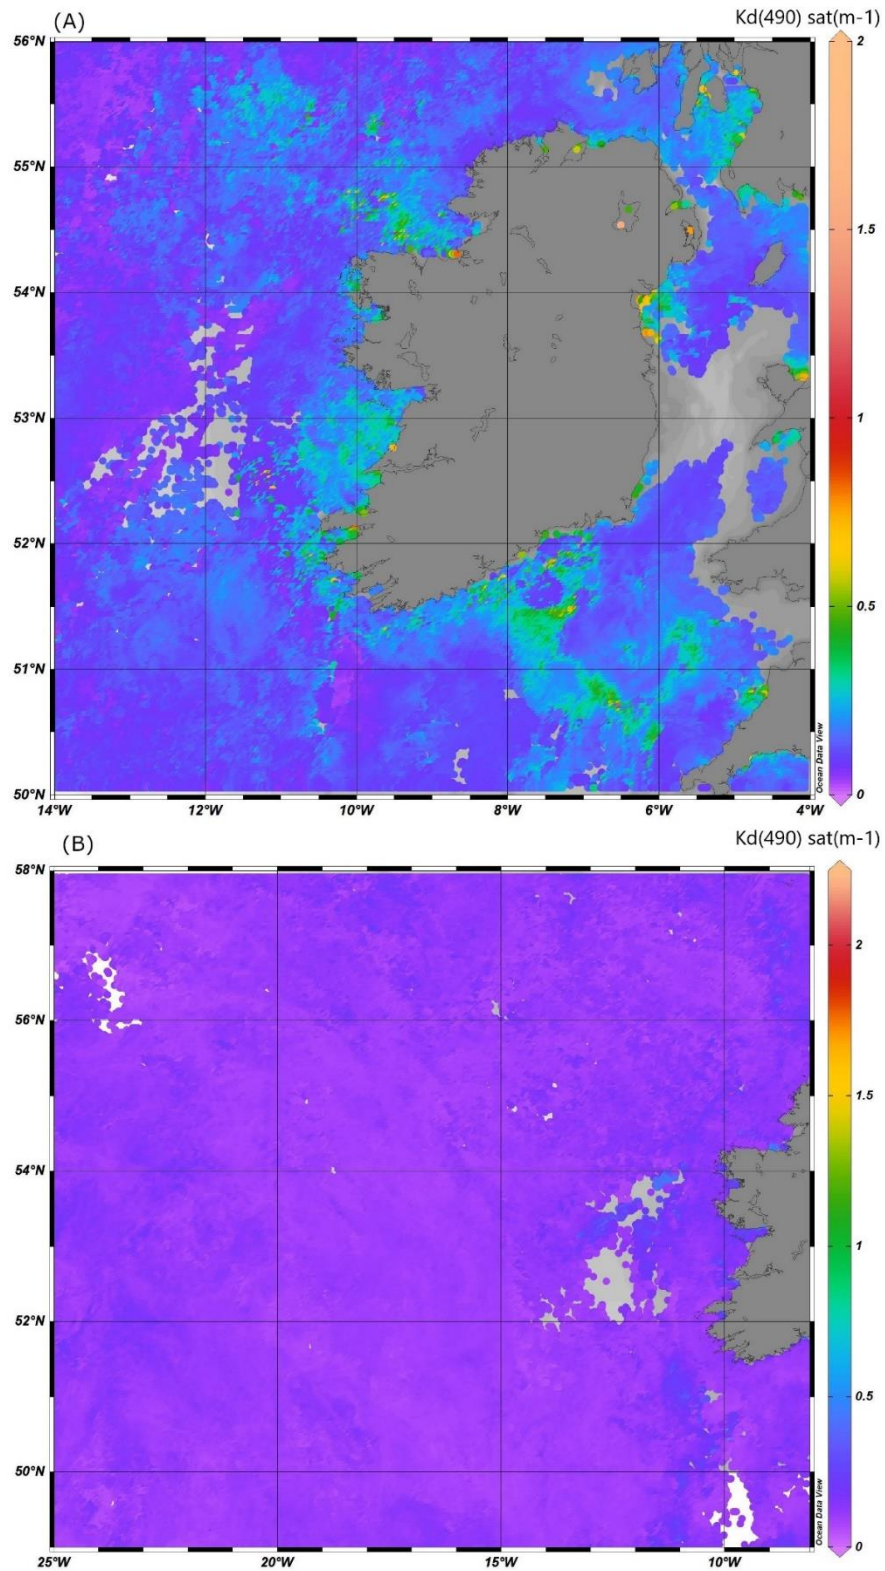 (A)
Kd(490) sat(m-1)
56°N
55°N
54°N
53°N
52°N
51°N
50°N
14°W
12°W
10°W
8°W
6°W
4°W
2
1.5
1
0.5
0
Ocean Data View
(B)
Kd(490) sat(m-1)
58°N
56°N
54°N
52°N
50°N
25°W
20°W
15°W
10°W
2
1.5
1
0.5
0
Ocean Data View